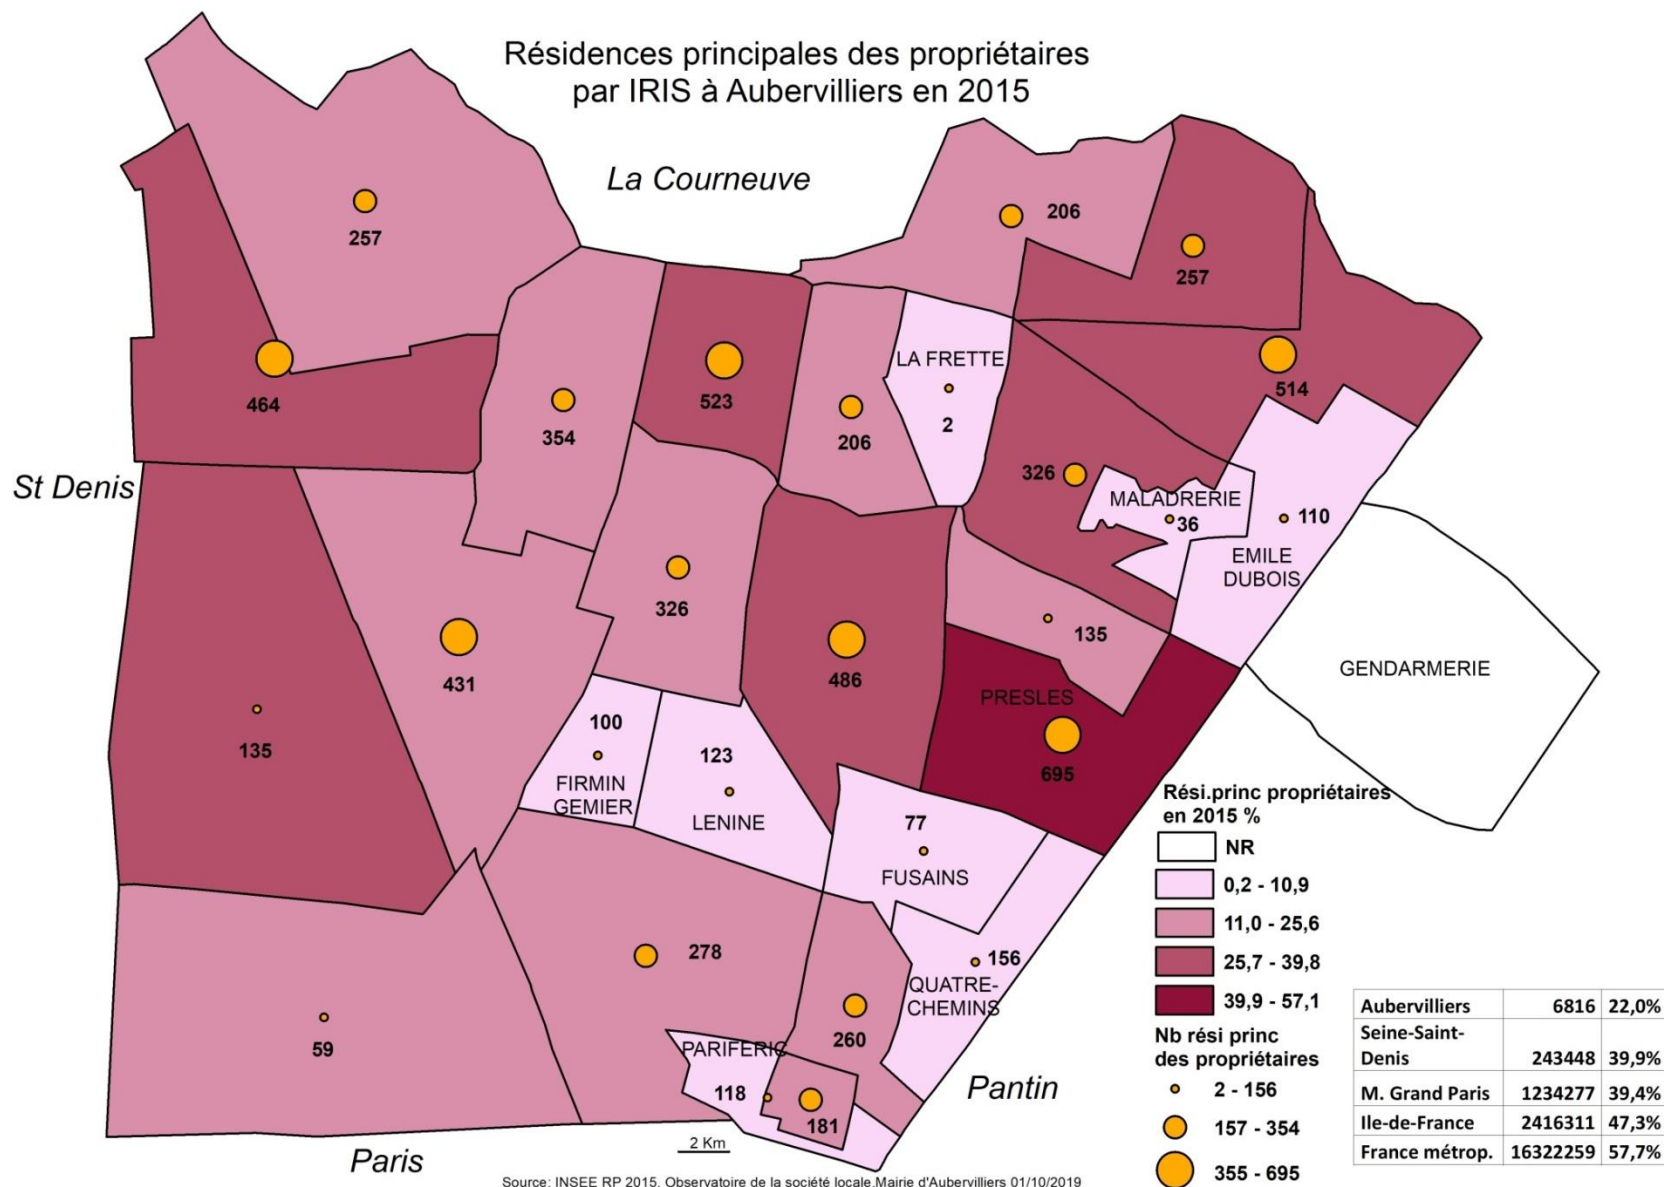 Résidences principales des propriétaires
par IRIS à Aubervilliers en 2015
La Courneuve
257
206
257
464
354
523
206
LA FRETTE
2
514
326
MALADRERIE
36
110
EMILE
DUBOIS
St Denis
135
431
326
486
135
PRESLES
695
GENDARMERIE
100
FIRMIN
GEMIER
123
LENINE
77
FUSAINS
156
QUATRE-
CHEMINS
59
278
260
PARIFERIC
118
181
Pantin
Paris
2 Km
Rési.princ propriétaires
en 2015 %
NR
0,2 - 10,9
11,0 - 25,6
25,7 - 39,8
39,9 - 57,1
Nb rési princ
des propriétaires
2 - 156
157 - 354
355 - 695
Aubervilliers 6816 22,0%
Seine-Saint-
Denis 243448 39,9%
M. Grand Paris 1234277 39,4%
Ile-de-France 2416311 47,3%
France métrop. 16322259 57,7%
Source: INSEE RP 2015. Observatoire de la société locale.Mairie d'Aubervilliers 01/10/2019